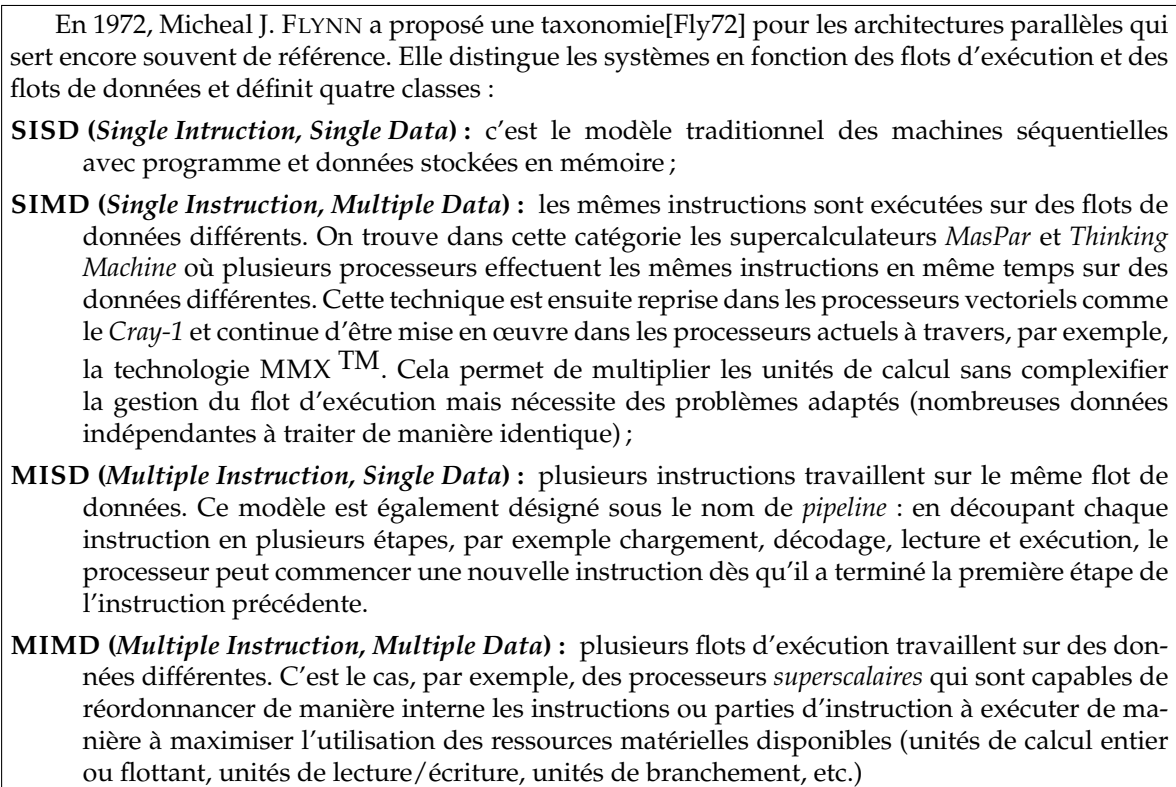 En 1972, Micheal J. FLYNN a proposé une taxonomie[Fly72] pour les architectures parallèles qui
sert encore souvent de référence. Elle distingue les systèmes en fonction des flots d'exécution et des
flots de données et définit quatre classes :
SISD (Single Intruction, Single Data) : c'est le modèle traditionnel des machines séquentielles
avec programme et données stockées en mémoire ;
SIMD (Single Instruction, Multiple Data) : les mêmes instructions sont exécutées sur des flots de
données différents. On trouve dans cette catégorie les supercalculateurs MasPar et Thinking
Machine où plusieurs processeurs effectuent les mêmes instructions en même temps sur des
données différentes. Cette technique est ensuite reprise dans les processeurs vectoriels comme
le Cray-1 et continue d'être mise en œuvre dans les processeurs actuels à travers, par exemple,
la technologie MMX TM. Cela permet de multiplier les unités de calcul sans complexifier
la gestion du flot d'exécution mais nécessite des problèmes adaptés (nombreuses données
indépendantes à traiter de manière identique) ;
MISD (Multiple Instruction, Single Data) : plusieurs instructions travaillent sur le même flot de
données. Ce modèle est également désigné sous le nom de pipeline : en découpant chaque
instruction en plusieurs étapes, par exemple chargement, décodage, lecture et exécution, le
processeur peut commencer une nouvelle instruction dès qu'il a terminé la première étape de
l'instruction précédente.
MIMD (Multiple Instruction, Multiple Data) : plusieurs flots d'exécution travaillent sur des don-
nées différentes. C'est le cas, par exemple, des processeurs superscalaires qui sont capables de
réordonnancer de manière interne les instructions ou parties d'instruction à exécuter de ma-
nière à maximiser l'utilisation des ressources matérielles disponibles (unités de calcul entier
ou flottant, unités de lecture/écriture, unités de branchement, etc.)